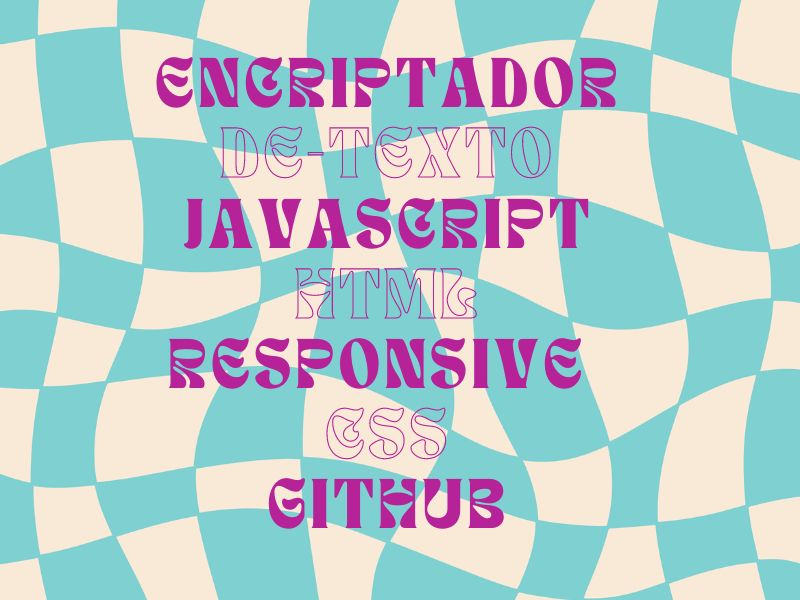 ENCRIPTADOR
DE-TEXTO
JAVASCRIPT
HTML
RESPONSIVE
CSS
GITHUB